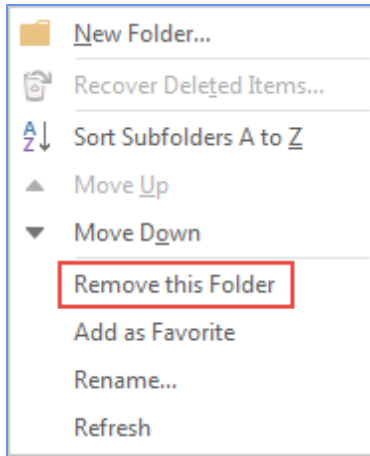 New Folder...
Recover Deleted Items...
A
Z
Sort Subfolders A to Z
Move Up
Move Down
Remove this Folder
Add as Favorite
Rename...
Refresh